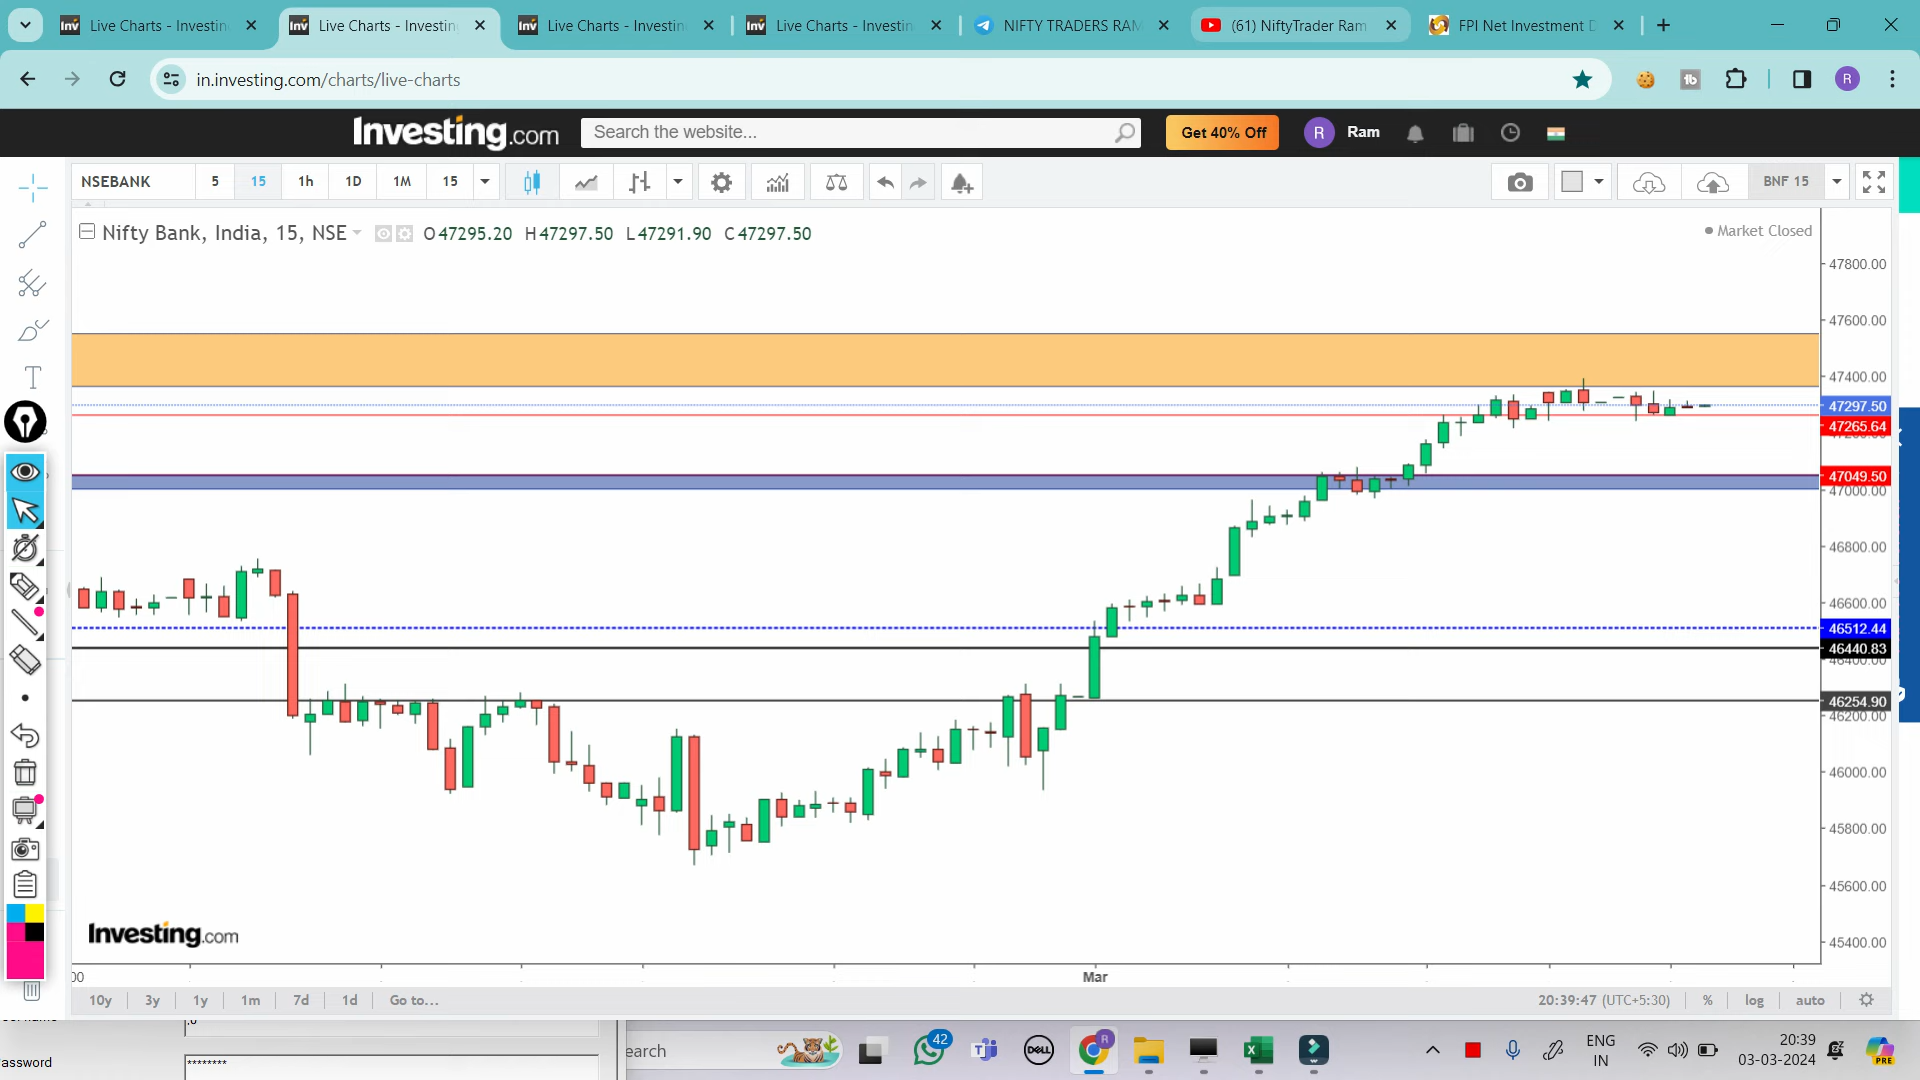 Live Charts - Investin
Live Charts - Investin
Live Charts - Investin
Live Charts - Investin
NIFTY TRADERS RAM
(61) NiftyTrader Ram
FPI Net Investment D
in.investing.com/charts/live-charts
R
Investing.com
Search the website...
Get 40% Off
R
Ram
NSEBANK
5
15
1h
1D
1M
15
BNF 15
Nifty Bank, India, 15, NSE
O47295.20 H47297.50 L47291.90 C47297.50
Market Closed
47800.00
47600.00
47400.00
47297.50
47265.64
47049.50
47000.00
46800.00
46600.00
46512.44
46440.83
46400.00
46254.90
46200.00
46000.00
45800.00
45600.00
45400.00
Investing.com
Mar
10y
3y
1y
1m
7d
1d
Go to...
20:39:47 (UTC+5:30)
%
log
auto
assword
********
earch
42
DELL
R
ENG
IN
20:39
03-03-2024
PRE